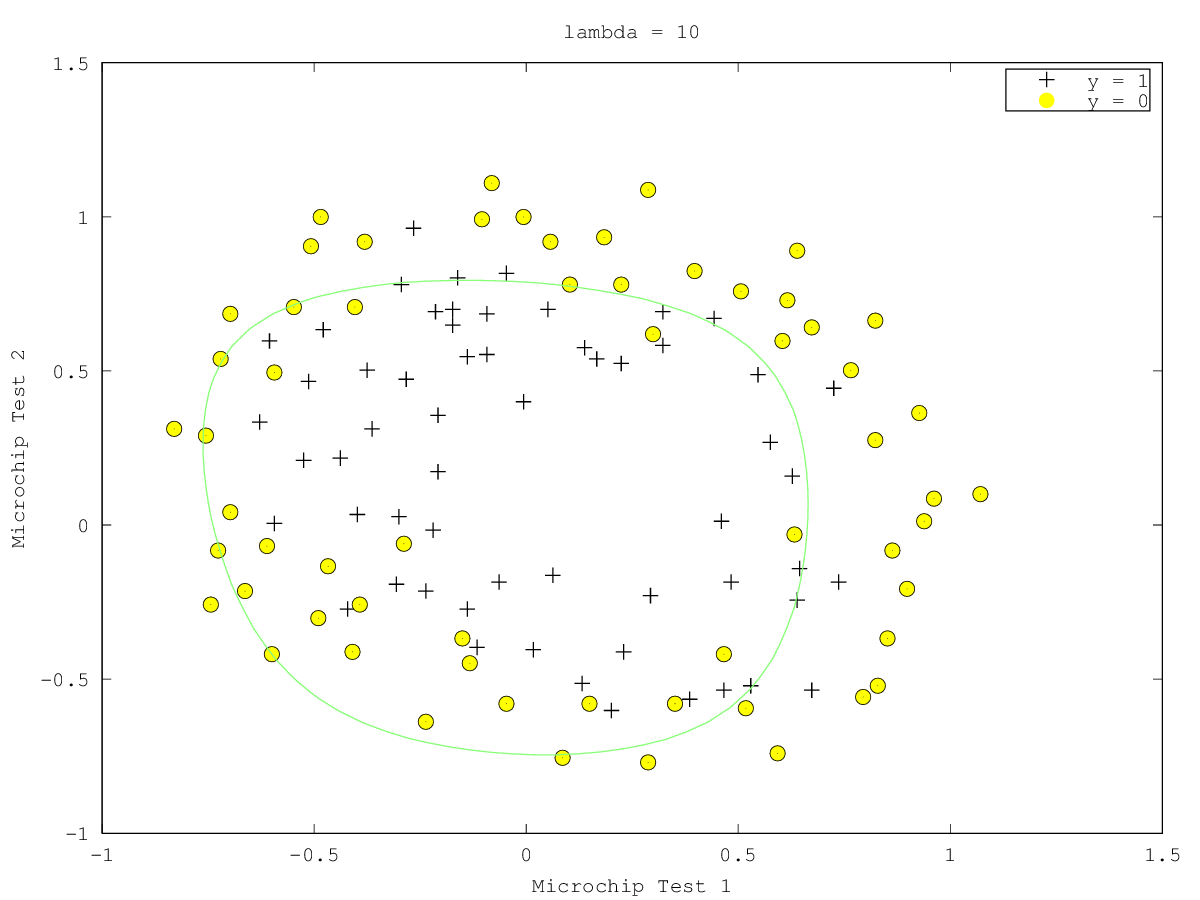 lambda = 10
y = 1
y = 0
1.5
1
0.5
0
-0.5
-1
Microchip Test 2
-1
-0.5
0
0.5
1
1.5
Microchip Test 1